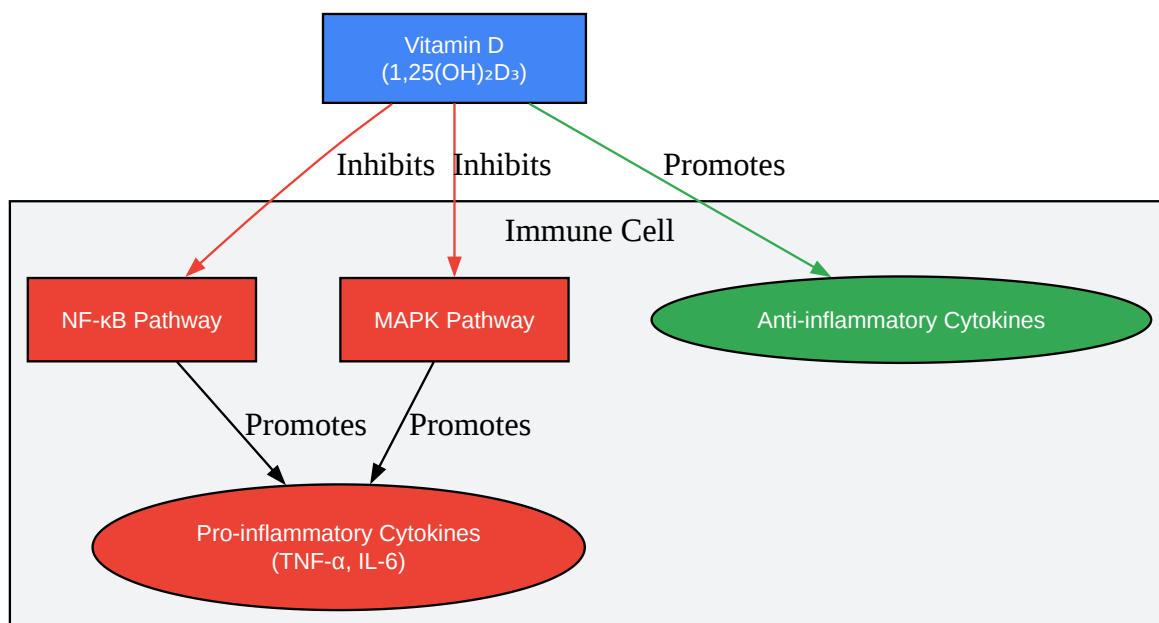 Vitamin D
(1,25(OH)₂D₃)
Inhibits
Inhibits
Promotes
Immune Cell
NF-κB Pathway
MAPK Pathway
Anti-inflammatory Cytokines
Promotes
Promotes
Pro-inflammatory Cytokines
(TNF-α, IL-6)